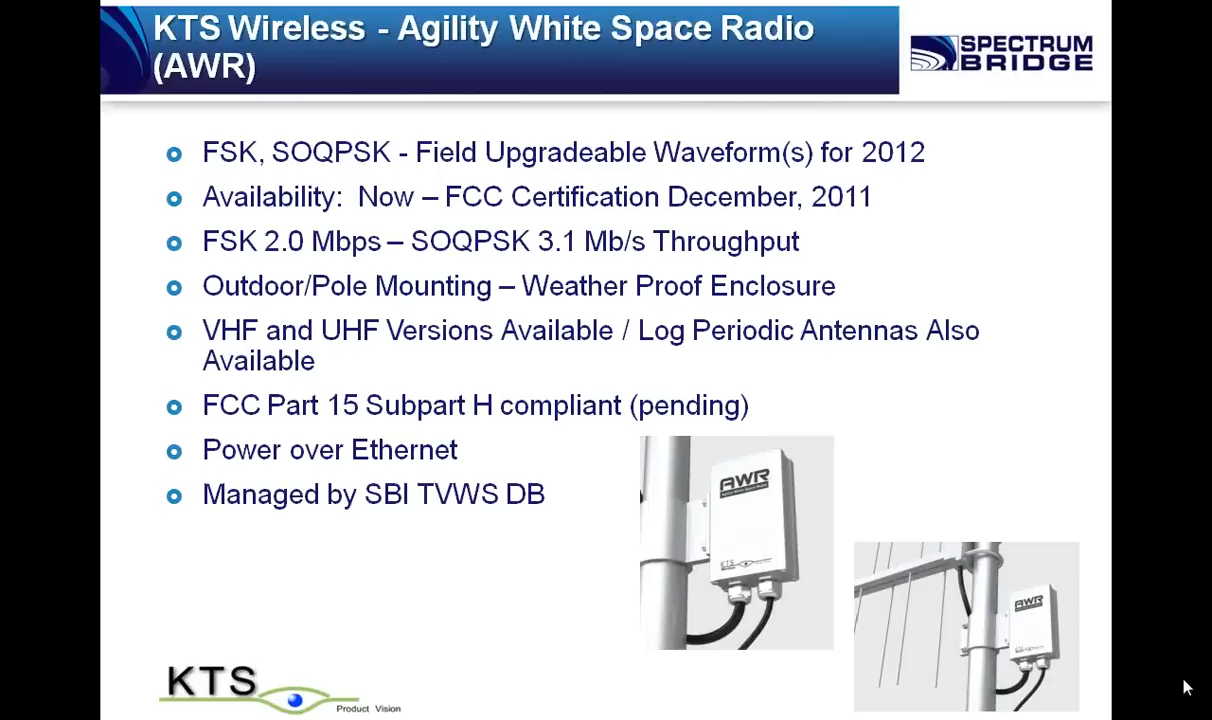 KTS Wireless - Agility White Space Radio
(AWR)
SPECTRUM
BRIDGE
FSK, SOQPSK - Field Upgradeable Waveform(s) for 2012
Availability:  Now – FCC Certification December, 2011
FSK 2.0 Mbps – SOQPSK 3.1 Mb/s Throughput
Outdoor/Pole Mounting – Weather Proof Enclosure
VHF and UHF Versions Available / Log Periodic Antennas Also
Available
FCC Part 15 Subpart H compliant (pending)
Power over Ethernet
Managed by SBI TVWS DB
AWR
KTS
AWR
KTS
Product Vision